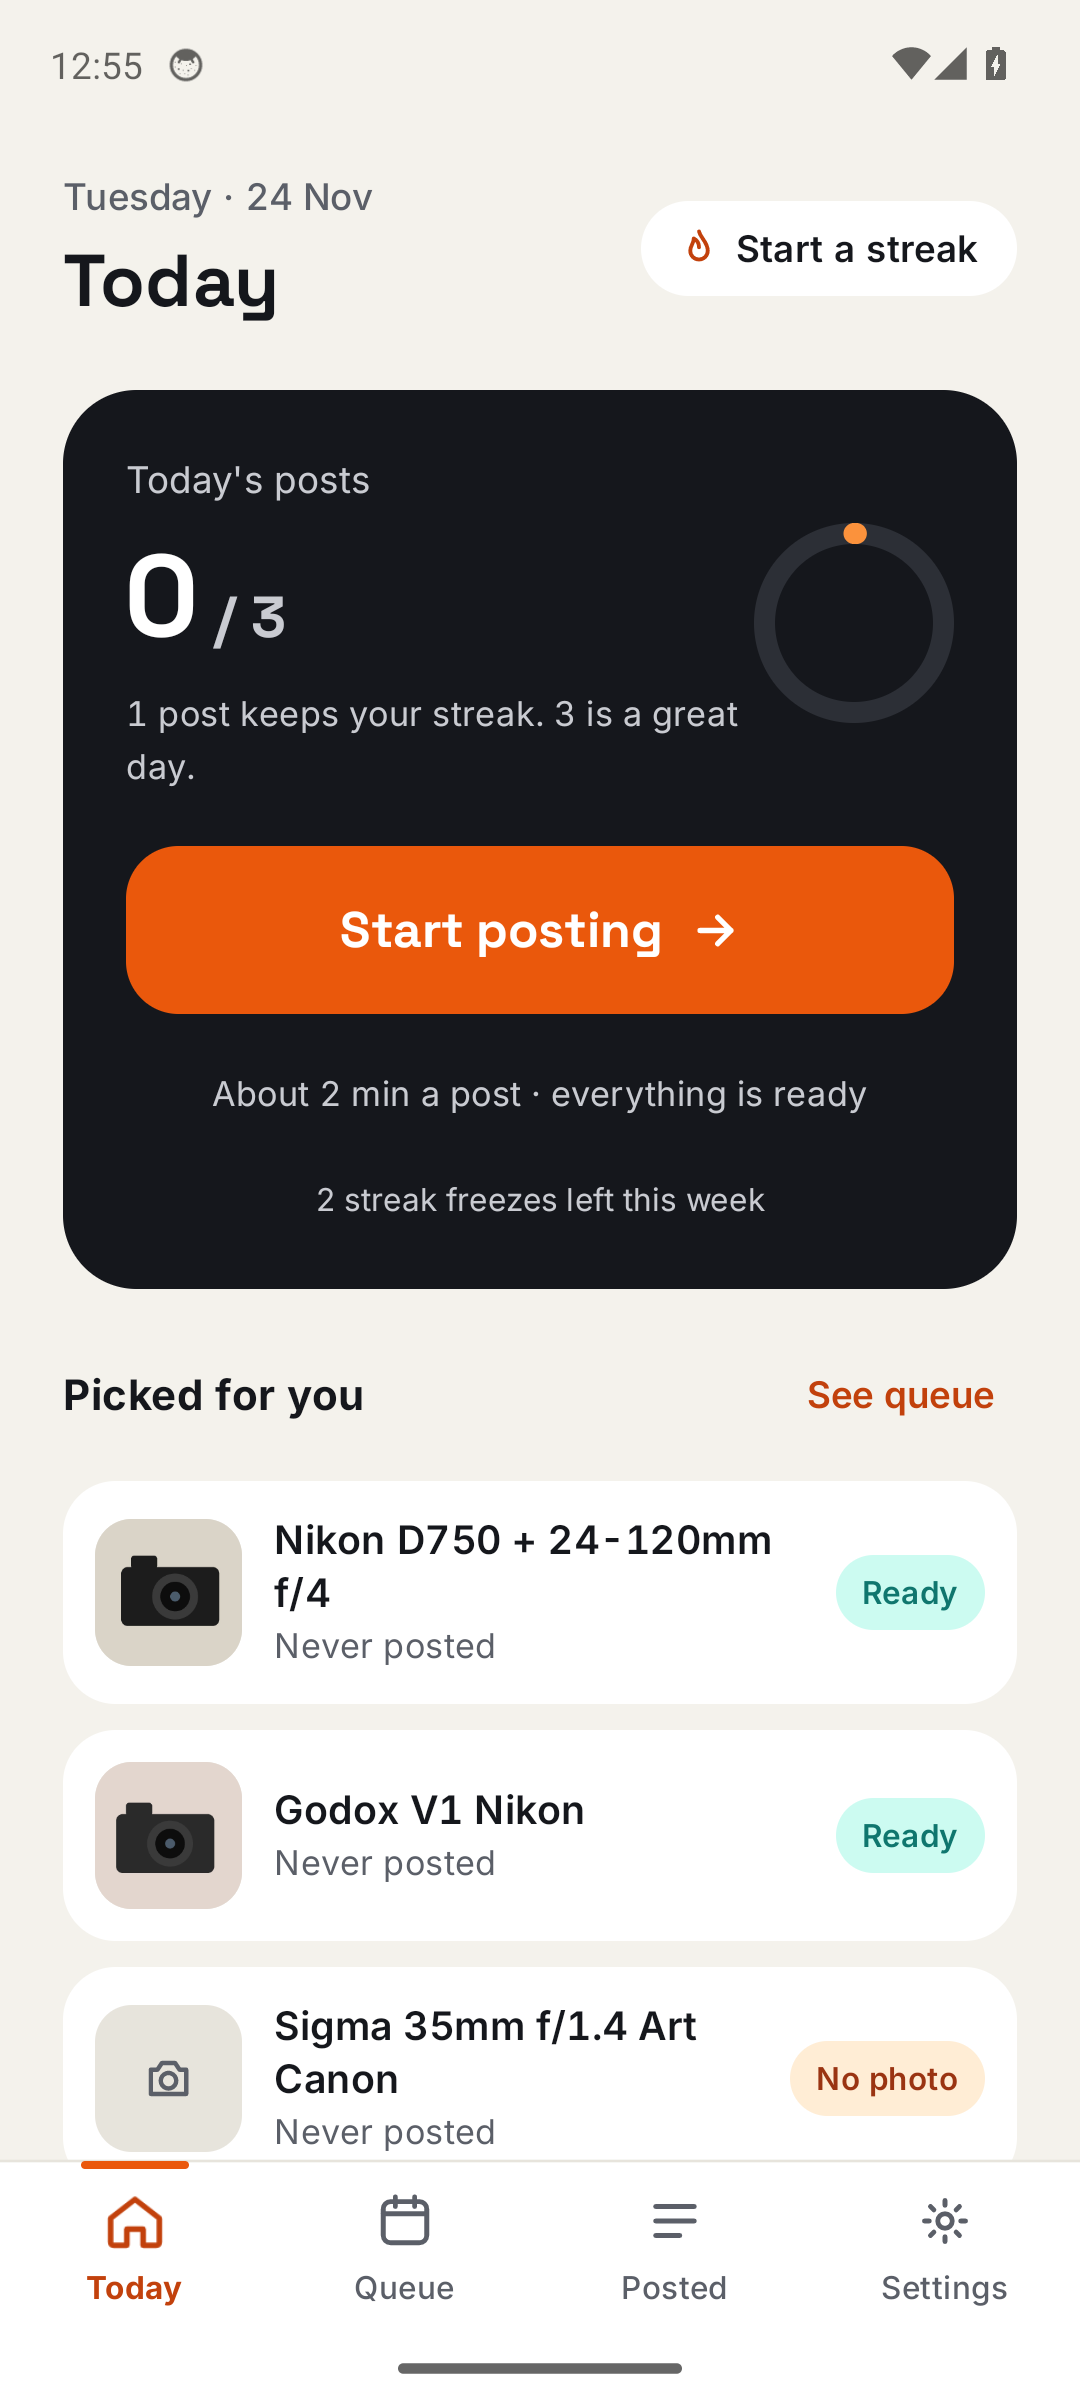 12:55
Tuesday · 24 Nov
Today
Start a streak
Today's posts
0 / 3
1 post keeps your streak. 3 is a great
day.
Start posting →
About 2 min a post · everything is ready
2 streak freezes left this week
Picked for you
See queue
Nikon D750 + 24-120mm
f/4
Never posted
Ready
Godox V1 Nikon
Never posted
Ready
Sigma 35mm f/1.4 Art
Canon
Never posted
No photo
Today
Queue
Posted
Settings